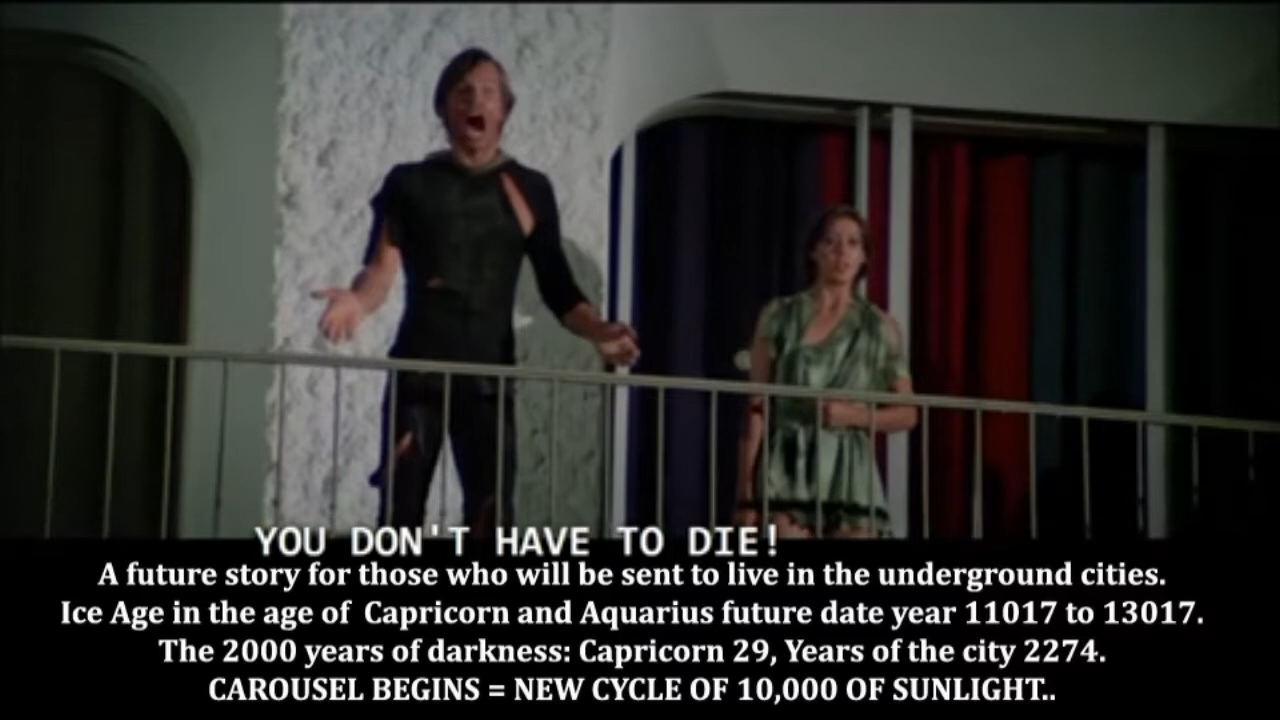 YOU DON'T HAVE TO DIE!
A future story for those who will be sent to live in the underground cities.
Ice Age in the age of Capricorn and Aquarius future date year 11017 to 13017.
The 2000 years of darkness: Capricorn 29, Years of the city 2274.
CAROUSEL BEGINS = NEW CYCLE OF 10,000 OF SUNLIGHT..